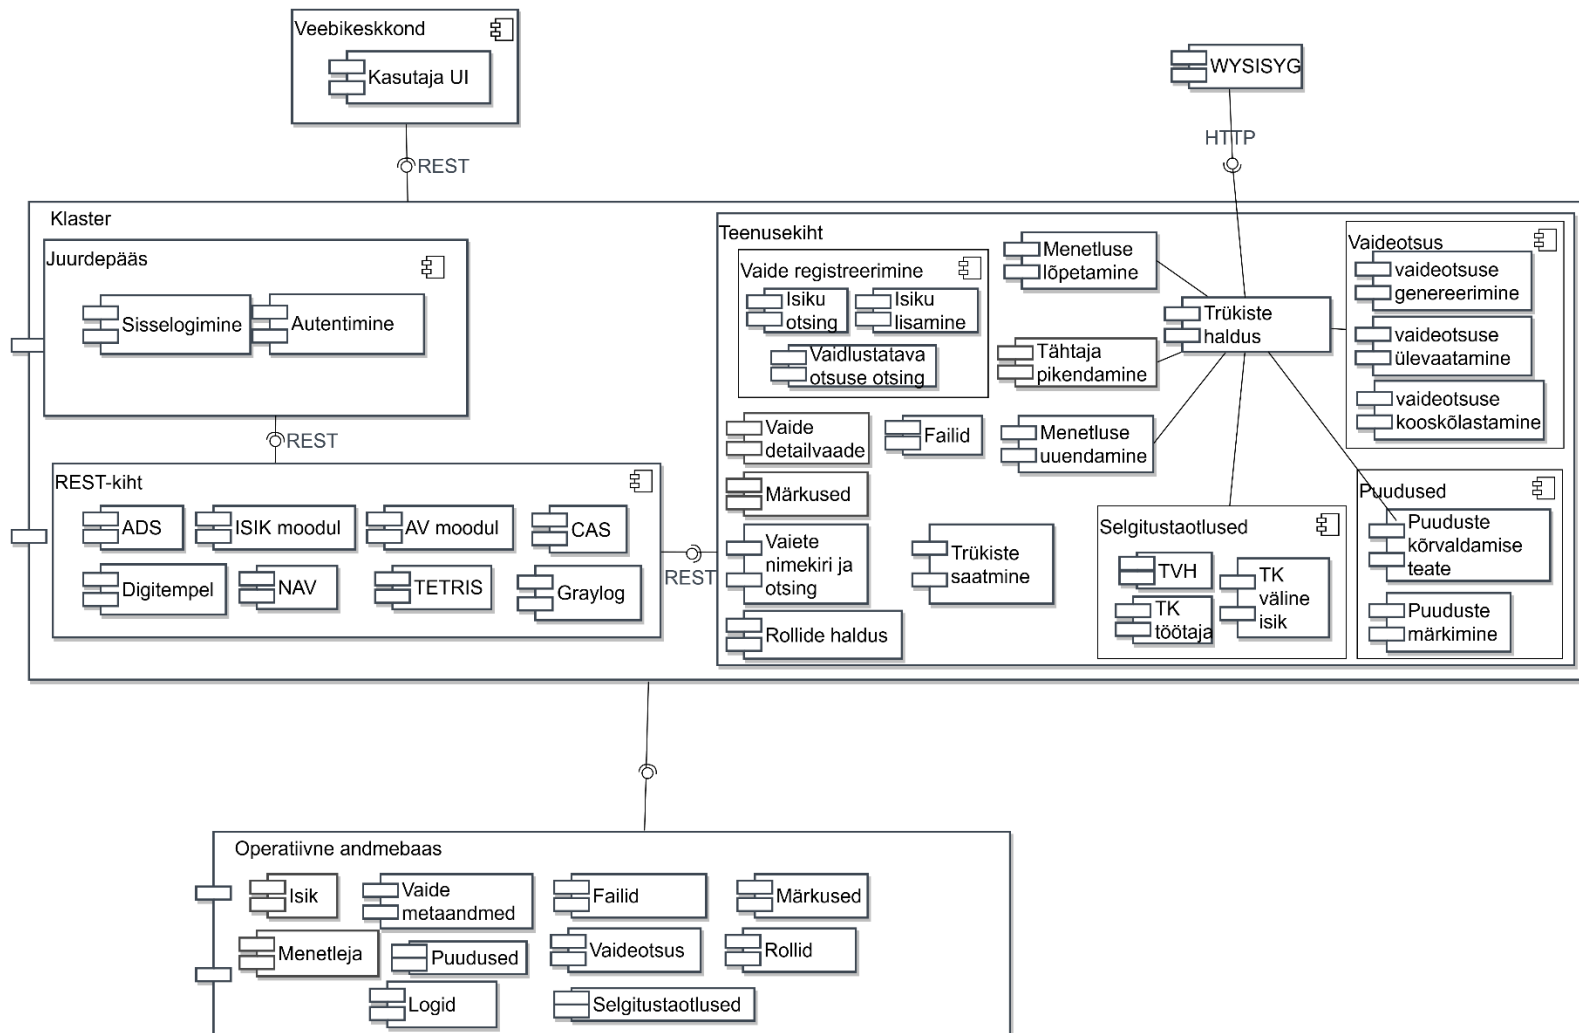 Veebikeskkond
Kasutaja UI
WYSISYG
HTTP
REST
Klaster
Juurdepääs
Sisselogimine
Autentimine
REST
REST-kiht
ADS
ISIK moodul
AV moodul
CAS
Digitempel
NAV
TETRIS
Graylog
REST
Teenusekiht
Vaide registreerimine
Isiku
otsing
Isiku
lisamine
Vaidlustatava
otsuse otsing
Menetluse
lõpetamine
Tähtaja
pikendamine
Menetluse
uuendamine
Trükiste
haldus
Vaide
detailvaade
Failid
Märkused
Vaiete
nimekiri ja
otsing
Trükiste
saatmine
Rollide haldus
Vaideotsus
vaideotsuse
genereerimine
vaideotsuse
ülevaatamine
vaideotsuse
kooskõlastamine
Selgitustaotlused
TVH
TK
töötaja
TK
väline
isik
Puudused
Puuduste
kõrvaldamise
teate
Puuduste
märkimine
Operatiivne andmebaas
Isik
Vaide
metaandmed
Failid
Märkused
Menetleja
Puudused
Vaideotsus
Rollid
Logid
Selgitustaotlused